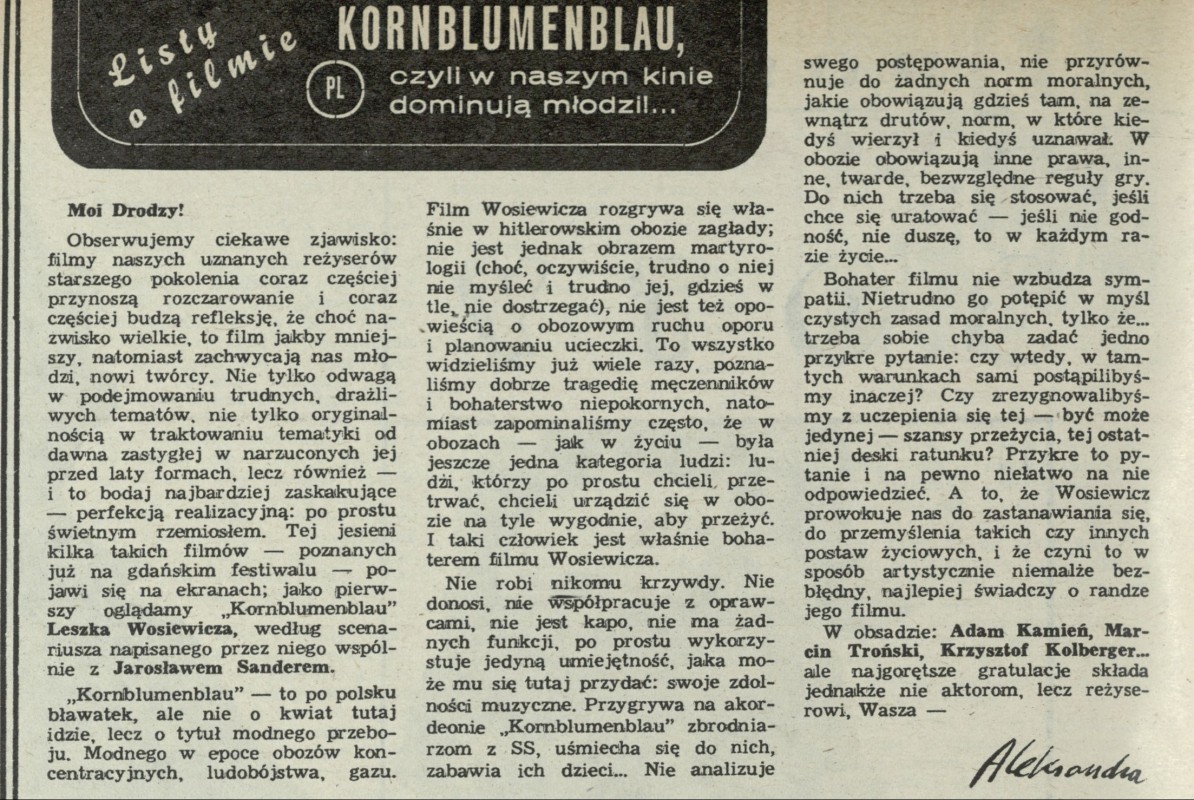 Listy
o filmie
KORNBLUMENBLAU,
PL
czyli w naszym kinie
dominują młodzi!...
Moi Drodzy!
Obserwujemy ciekawe zjawisko:
filmy naszych uznanych reżyserów
starszego pokolenia coraz częściej
przynoszą rozczarowanie i coraz
częściej budzą refleksję, że choć na-
zwisko wielkie, to film jakby mniej-
szy, natomiast zachwycają nas mło-
dzi, nowi twórcy. Nie tylko odwagą
w podejmowaniu trudnych, drażli-
wych tematów, nie tylko oryginal-
nością w traktowaniu tematyki od
dawna zastygłej w narzuconych jej
przed laty formach, lecz również —
i to bodaj najbardziej zaskakujące
— perfekcją realizacyjną: po prostu
świetnym rzemiosłem. Tej jesieni
kilka takich filmów — poznanych
już na gdańskim festiwalu — po-
jawi się na ekranach; jako pierw-
szy oglądamy „Kornblumenblau”
Leszka Wosiewicza, według scena-
riusza napisanego przez niego wspól-
nie z Jarosławem Sanderem.
„Kornblumenblau” — to po polsku
bławatek, ale nie o kwiat tutaj
idzie, lecz o tytuł modnego przebo-
ju. Modnego w epoce obozów kon-
centracyjnych, ludobójstwa, gazu.
Film Wosiewicza rozgrywa się wła-
śnie w hitlerowskim obozie zagłady;
nie jest jednak obrazem martyro-
logii (choć, oczywiście, trudno o niej
nie myśleć i trudno jej, gdzieś w
tle, nie dostrzegać), nie jest też opo-
wieścią o obozowym ruchu oporu
i planowaniu ucieczki. To wszystko
widzieliśmy już wiele razy, pozna-
liśmy dobrze tragedię męczenników
i bohaterstwo niepokornych, nato-
miast zapominaliśmy często, że w
obozach — jak w życiu — była
jeszcze jedna kategoria ludzi: lu-
dzi, którzy po prostu chcieli prze-
trwać, chcieli urządzić się w obo-
zie na tyle wygodnie, aby przeżyć.
I taki człowiek jest właśnie boha-
terem filmu Wosiewicza.
Nie robi nikomu krzywdy. Nie
donosi, nie współpracuje z opraw-
cami, nie jest kapo, nie ma żad-
nych funkcji, po prostu wykorzy-
stuje jedyną umiejętność, jaka mo-
że mu się tutaj przydać: swoje zdol-
ności muzyczne. Przygrywa na akor-
deonie „Kornblumenblau” zbrodnia-
rzom z SS, uśmiecha się do nich,
zabawia ich dzieci... Nie analizuje
swego postępowania, nie przyrów-
nuje do żadnych norm moralnych,
jakie obowiązują gdzieś tam, na ze-
wnątrz drutów, norm, w które kie-
dyś wierzył i kiedyś uznawał. W
obozie obowiązują inne prawa, in-
ne, twarde, bezwzględne reguły gry.
Do nich trzeba się stosować, jeśli
chce się uratować — jeśli nie god-
ność, nie duszę, to w każdym ra-
zie życie...
Bohater filmu nie wzbudza sym-
patii. Nietrudno go potępić w myśl
czystych zasad moralnych, tylko że...
trzeba sobie chyba zadać jedno
przykre pytanie: czy wtedy, w tam-
tych warunkach sami postąpilibyś-
my inaczej? Czy zrezygnowalibyś-
my z uczepienia się tej — być może
jedynej — szansy przeżycia, tej ostat-
niej deski ratunku? Przykre to py-
tanie i na pewno niełatwo na nie
odpowiedzieć. A to, że Wosiewicz
prowokuje nas do zastanawiania się,
do przemyślenia takich czy innych
postaw życiowych, i że czyni to w
sposób artystycznie niemalże bez-
błędny, najlepiej świadczy o randze
jego filmu.
W obsadzie: Adam Kamień, Mar-
cin Troński, Krzysztof Kolberger...
ale najgorętsze gratulacje składa
jednakże nie aktorom, lecz reżyse-
rowi, Wasza —
Aleksandra